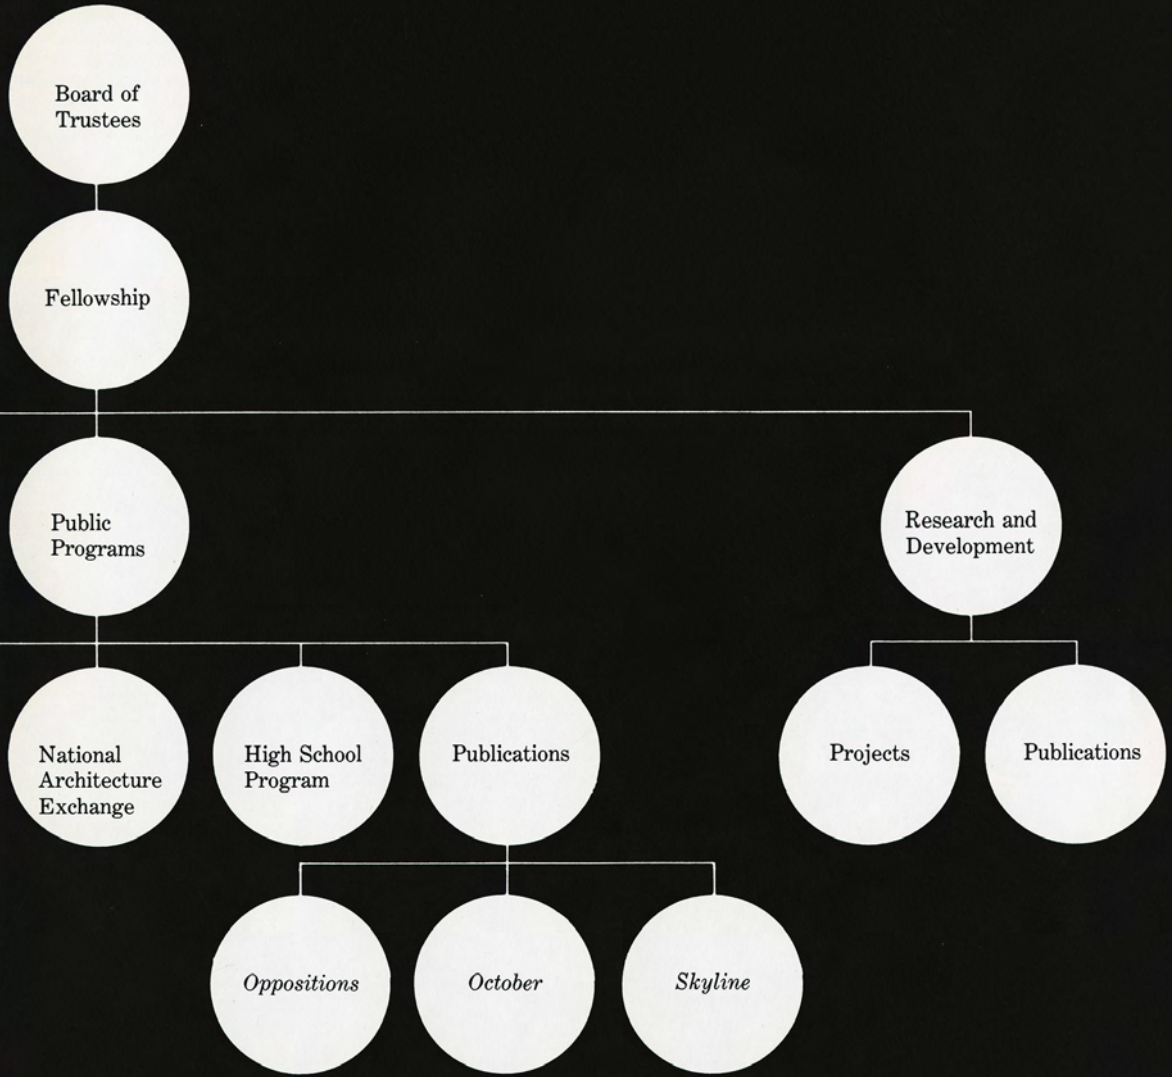 Board of
Trustees
Fellowship
Public
Programs
Research and
Development
National
Architecture
Exchange
High School
Program
Publications
Projects
Publications
Oppositions
October
Skyline